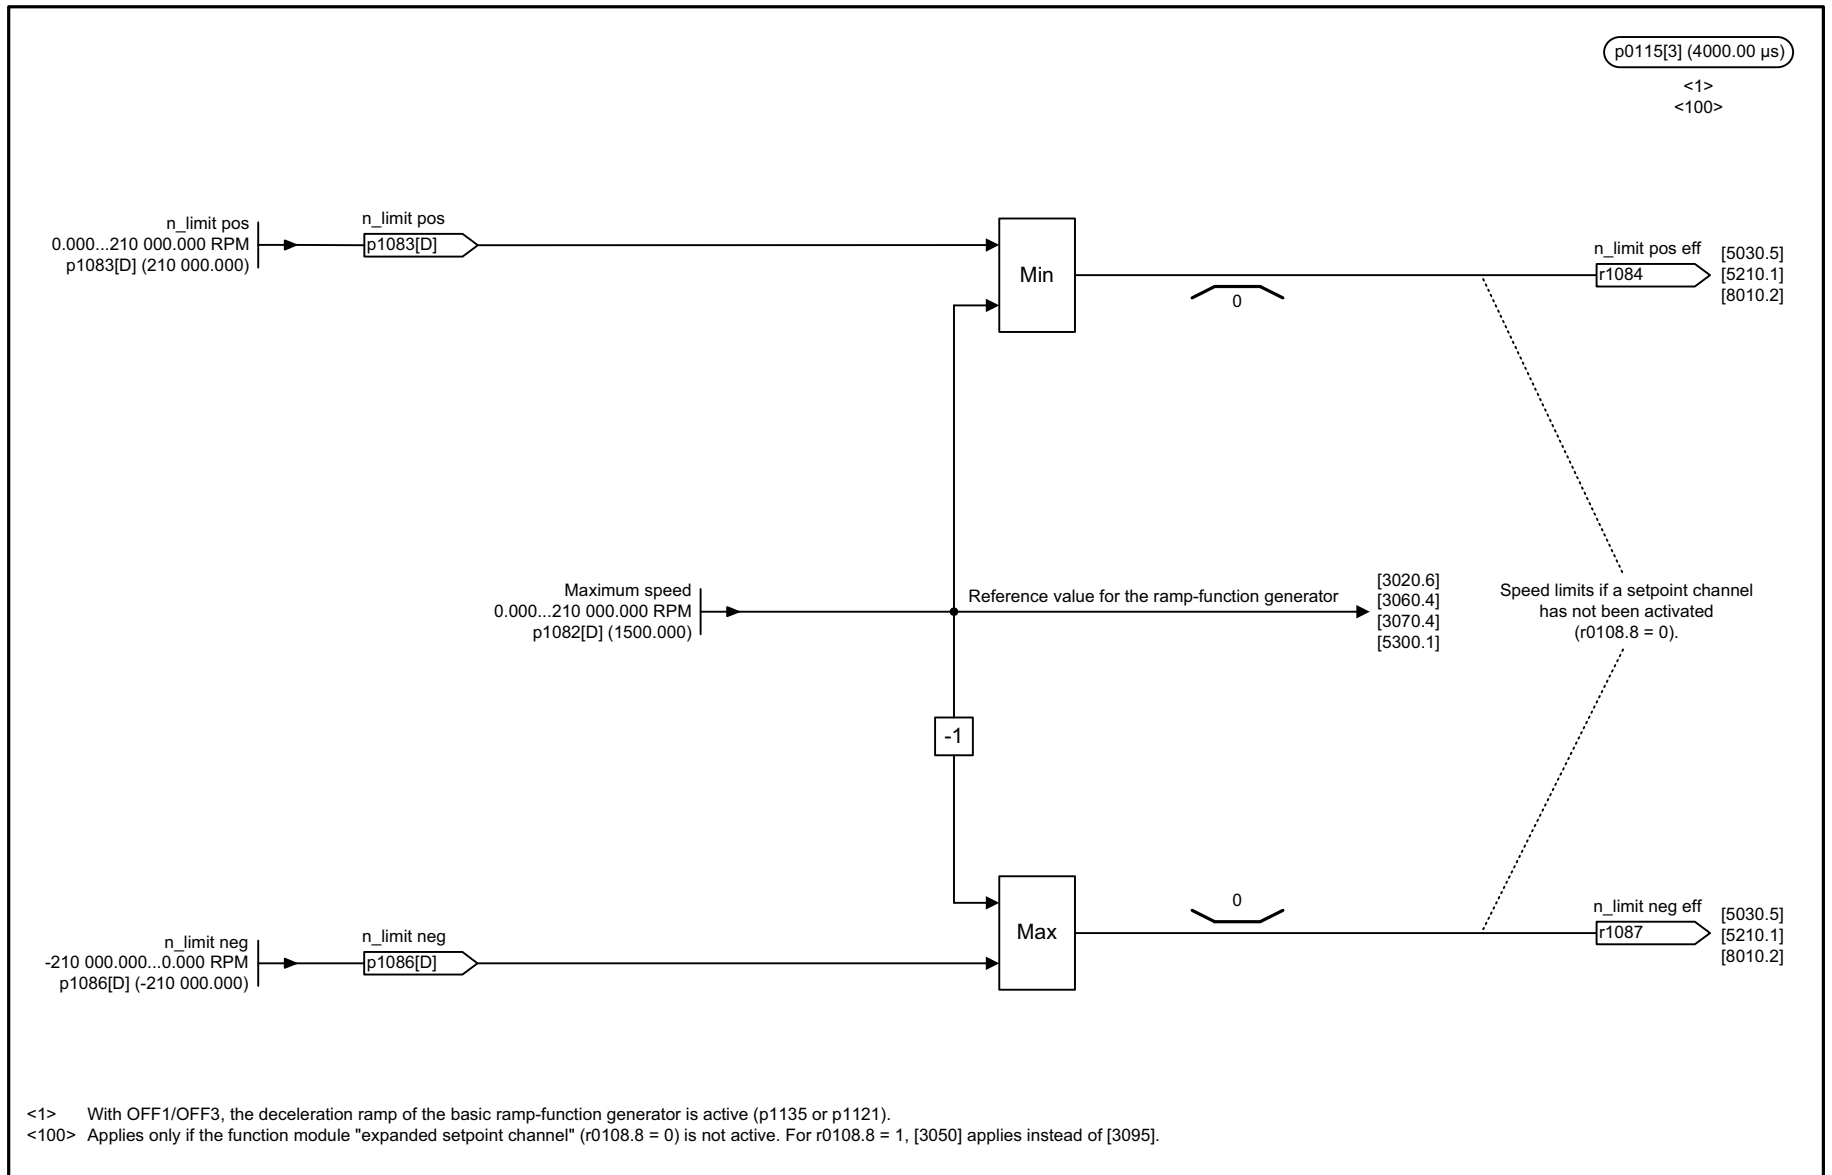 p0115[3] (4000.00 µs)
<1>
<100>
n_limit pos
0.000...210 000.000 RPM
p1083[D] (210 000.000)
n_limit pos
p1083[D]
Min
0
n_limit pos eff
r1084
[5030.5]
[5210.1]
[8010.2]
Maximum speed
0.000...210 000.000 RPM
p1082[D] (1500.000)
Reference value for the ramp-function generator
[3020.6]
[3060.4]
[3070.4]
[5300.1]
Speed limits if a setpoint channel
has not been activated
(r0108.8 = 0).
-1
n_limit neg
-210 000.000...0.000 RPM
p1086[D] (-210 000.000)
n_limit neg
p1086[D]
Max
0
n_limit neg eff
r1087
[5030.5]
[5210.1]
[8010.2]
<1> With OFF1/OFF3, the deceleration ramp of the basic ramp-function generator is active (p1135 or p1121).
<100> Applies only if the function module "expanded setpoint channel" (r0108.8 = 0) is not active. For r0108.8 = 1, [3050] applies instead of [3095].